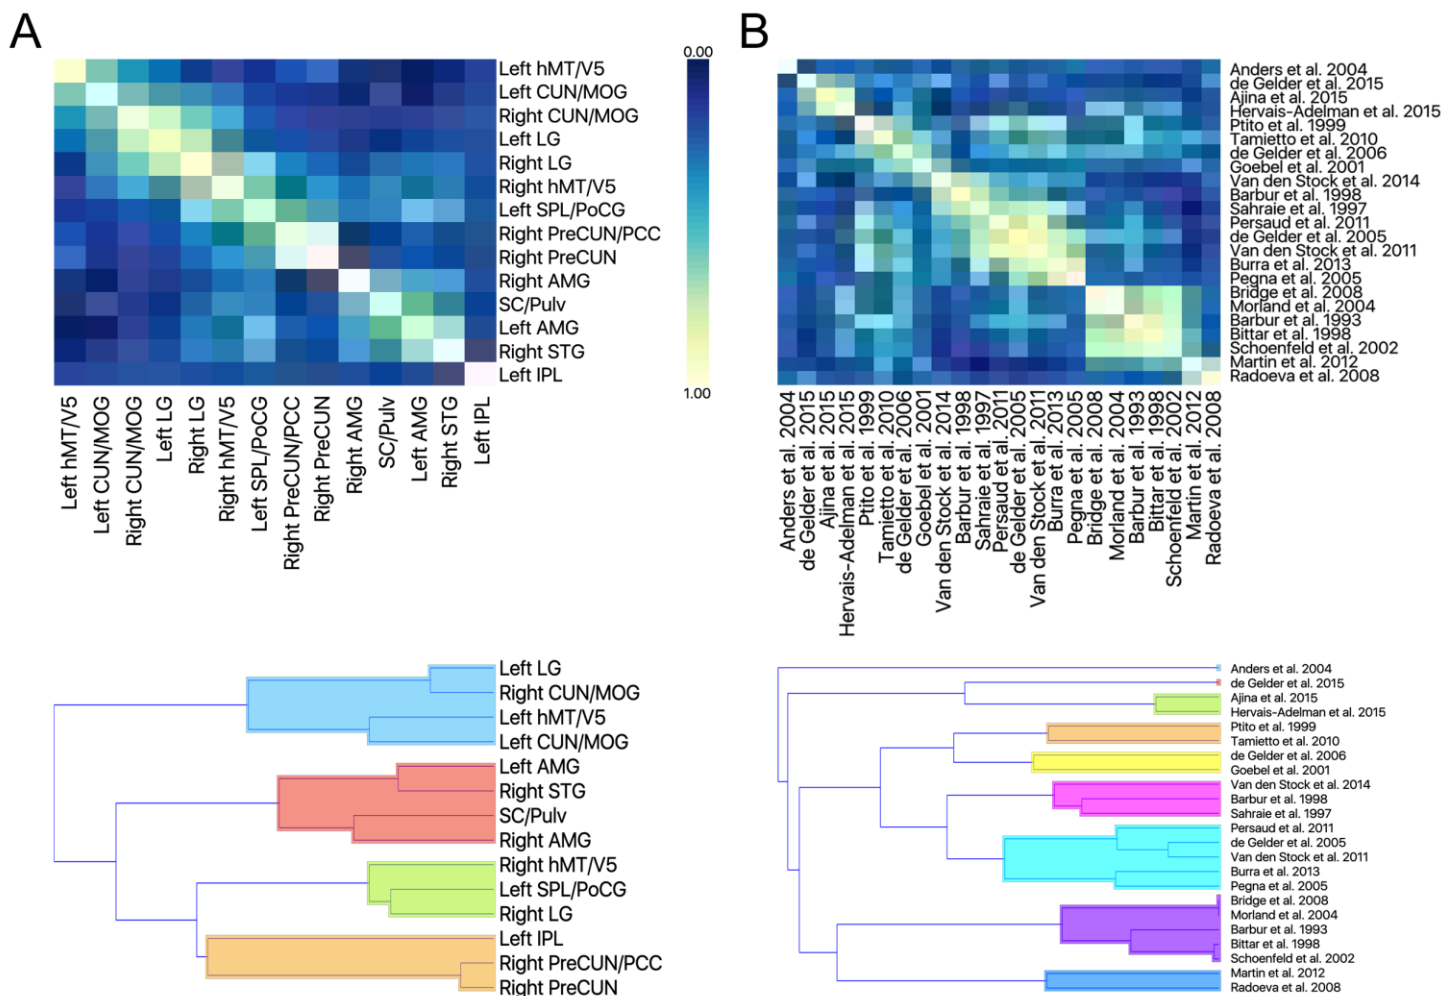 A
Left hMT/V5
Left CUN/MOG
Right CUN/MOG
Left LG
Right LG
Right hMT/V5
Left SPL/PoCG
Right PreCUN/PCC
Right PreCUN
Right AMG
SC/Pulv
Left AMG
Right STG
Left IPL
Left hMT/V5
Left CUN/MOG
Right CUN/MOG
Left LG
Right LG
Right hMT/V5
Left SPL/PoCG
Right PreCUN/PCC
Right PreCUN
Right AMG
SC/Pulv
Left AMG
Right STG
Left IPL
0.00
1.00
B
Anders et al. 2004
de Gelder et al. 2015
Ajina et al. 2015
Hervais-Adelman et al. 2015
Ptito et al. 1999
Tamietto et al. 2010
de Gelder et al. 2006
Goebel et al. 2001
Van den Stock et al. 2014
Barbur et al. 1998
Sahraie et al. 1997
Persaud et al. 2011
de Gelder et al. 2005
Van den Stock et al. 2011
Burra et al. 2013
Pegna et al. 2005
Bridge et al. 2008
Morland et al. 2004
Barbur et al. 1993
Bittar et al. 1998
Schoenfeld et al. 2002
Martin et al. 2012
Radoeva et al. 2008
Anders et al. 2004
de Gelder et al. 2015
Ajina et al. 2015
Hervais-Adelman et al. 2015
Ptito et al. 1999
Tamietto et al. 2010
de Gelder et al. 2006
Goebel et al. 2001
Van den Stock et al. 2014
Barbur et al. 1998
Sahraie et al. 1997
Persaud et al. 2011
de Gelder et al. 2005
Van den Stock et al. 2011
Burra et al. 2013
Pegna et al. 2005
Bridge et al. 2008
Morland et al. 2004
Barbur et al. 1993
Bittar et al. 1998
Schoenfeld et al. 2002
Martin et al. 2012
Radoeva et al. 2008
Left LG
Right CUN/MOG
Left hMT/V5
Left CUN/MOG
Left AMG
Right STG
SC/Pulv
Right AMG
Right hMT/V5
Left SPL/PoCG
Right LG
Left IPL
Right PreCUN/PCC
Right PreCUN
Anders et al. 2004
de Gelder et al. 2015
Ajina et al. 2015
Hervais-Adelman et al. 2015
Ptito et al. 1999
Tamietto et al. 2010
de Gelder et al. 2006
Goebel et al. 2001
Van den Stock et al. 2014
Barbur et al. 1998
Sahraie et al. 1997
Persaud et al. 2011
de Gelder et al. 2005
Van den Stock et al. 2011
Burra et al. 2013
Pegna et al. 2005
Bridge et al. 2008
Morland et al. 2004
Barbur et al. 1993
Bittar et al. 1998
Schoenfeld et al. 2002
Martin et al. 2012
Radoeva et al. 2008